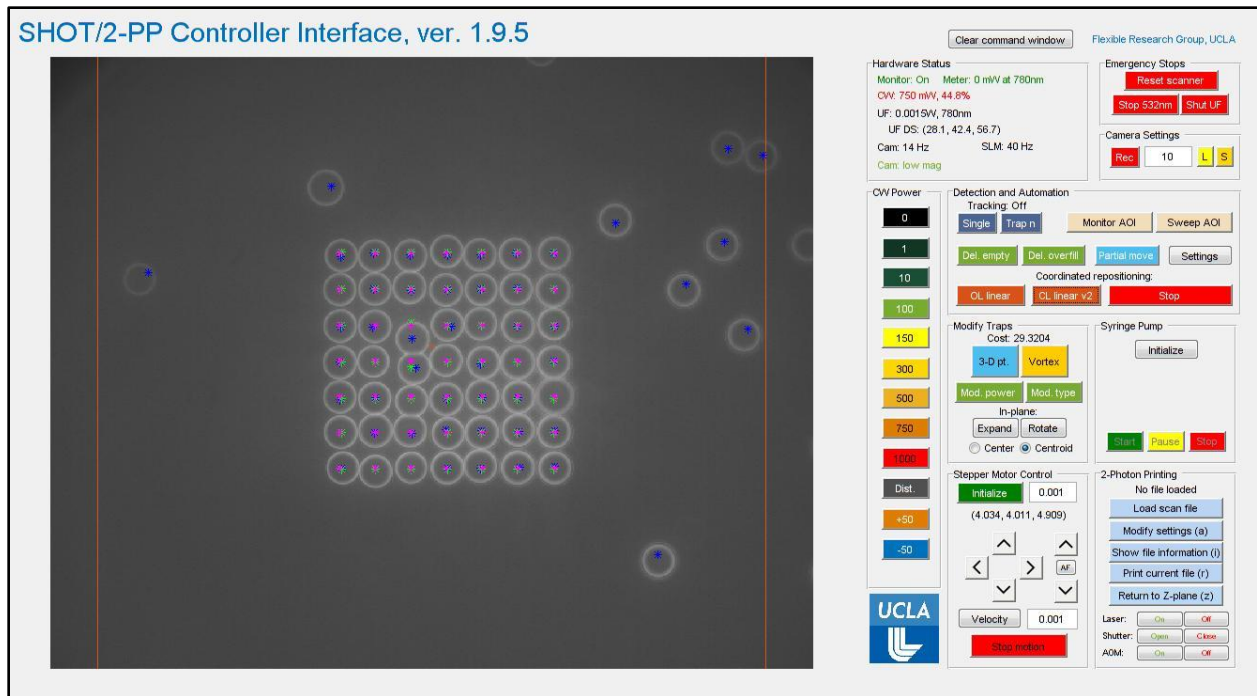 SHOT/2-PP Controller Interface, ver. 1.9.5
Clear command window
Flexible Research Group, UCLA
Hardware Status
Monitor: On Meter: 0 mW at 780nm
CW: 750 mW, 44.8%
UF: 0.0015W, 780nm
UF DS: (28.1, 42.4, 56.7)
Cam: 14 Hz SLM: 40 Hz
Cam: low mag
Emergency Stops
Reset scanner
Stop 532nm Shut UF
Camera Settings
Rec 10 L S
CW Power
0
1
10
100
150
300
500
750
1000
Dist.
+50
-50
Detection and Automation
Tracking: Off
Single Trap n Monitor AOI Sweep AOI
Del. empty Del. overfill Partial move Settings
Coordinated repositioning:
OL linear CL linear v2 Stop
Modify Traps
Cost: 29.3204
3-D pt. Vortex
Mod. power Mod. type
In-plane:
Expand Rotate
Center Centroid
Syringe Pump
Initialize
Start Pause Stop
Stepper Motor Control
Initialize 0.001
(4.034, 4.011, 4.909)
AF
Velocity 0.001
Stop motion
2-Photon Printing
No file loaded
Load scan file
Modify settings (a)
Show file information (i)
Print current file (r)
Return to Z-plane (z)
Laser: On Off
Shutter: Open Close
AOM: On Off
UCLA